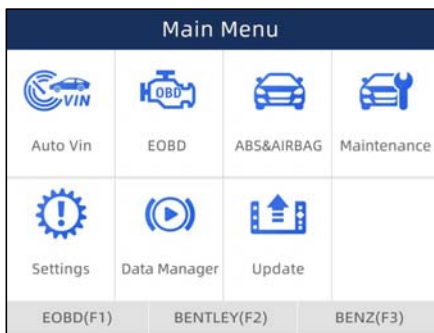 Main Menu
VIN OBD
Auto Vin EOBD ABS&AIRBAG Maintenance
Settings Data Manager Update
EOBD(F1) BENTLEY(F2) BENZ(F3)